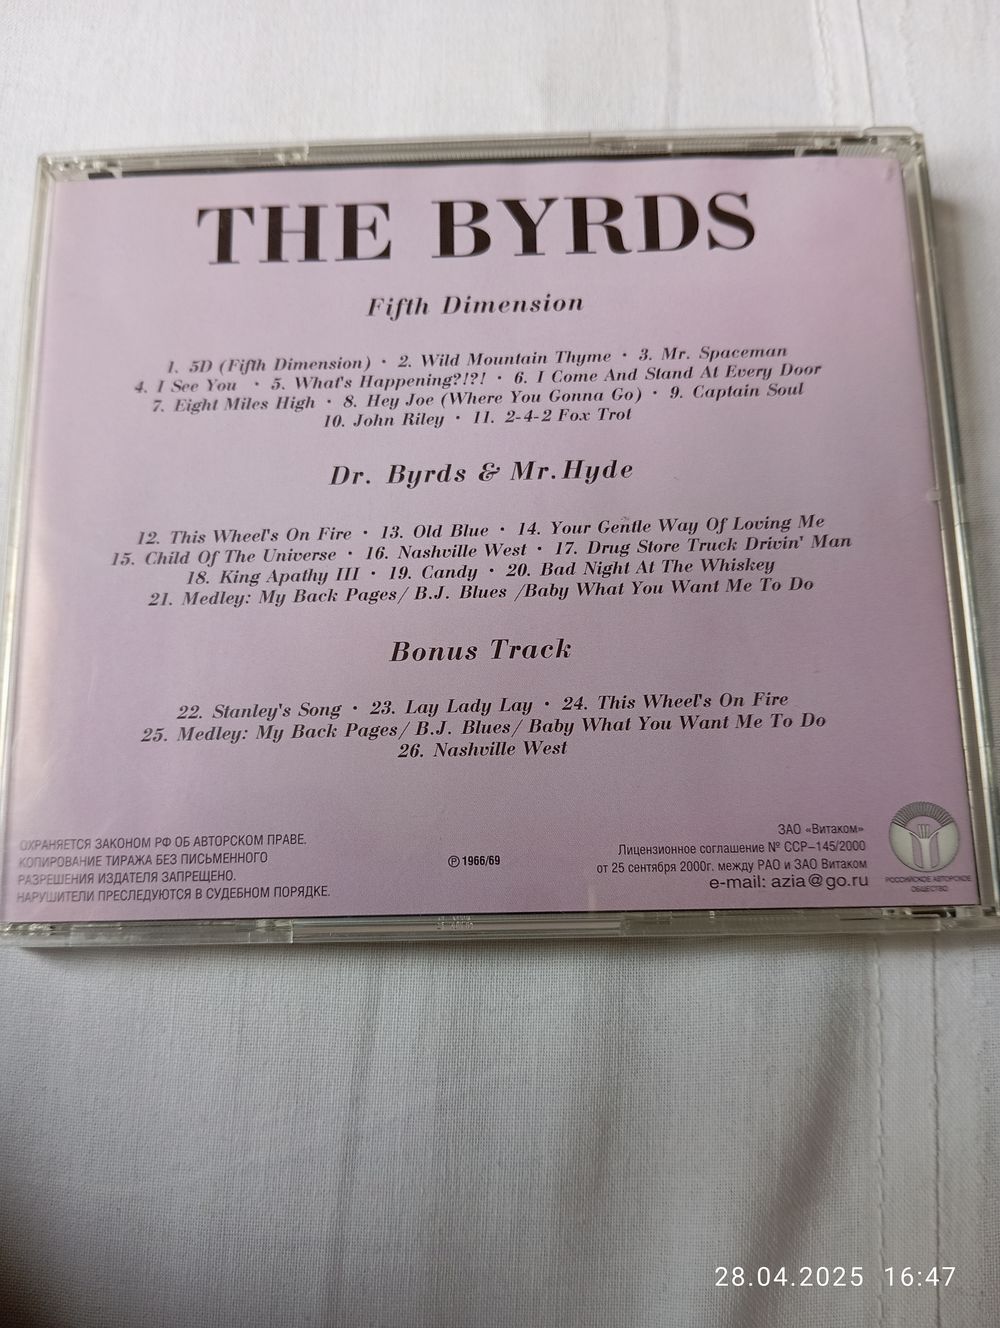 THE BYRDS
Fifth Dimension
1. 5D (Fifth Dimension) · 2. Wild Mountain Thyme · 3. Mr. Spaceman
4. I See You · 5. What's Happening?!?! · 6. I Come And Stand At Every Door
7. Eight Miles High · 8. Hey Joe (Where You Gonna Go) · 9. Captain Soul
10. John Riley · 11. 2-4-2 Fox Trot
Dr. Byrds & Mr. Hyde
12. This Wheel's On Fire · 13. Old Blue · 14. Your Gentle Way Of Loving Me
15. Child Of The Universe · 16. Nashville West · 17. Drug Store Truck Drivin' Man
18. King Apathy III · 19. Candy · 20. Bad Night At The Whiskey
21. Medley: My Back Pages/ B.J. Blues /Baby What You Want Me To Do
Bonus Track
22. Stanley's Song · 23. Lay Lady Lay · 24. This Wheel's On Fire
25. Medley: My Back Pages/ B.J. Blues/ Baby What You Want Me To Do
26. Nashville West
ОХРАНЯЕТСЯ ЗАКОНОМ РФ ОБ АВТОРСКОМ ПРАВЕ.
КОПИРОВАНИЕ ТИРАЖА БЕЗ ПИСЬМЕННОГО
РАЗРЕШЕНИЯ ИЗДАТЕЛЯ ЗАПРЕЩЕНО.
НАРУШИТЕЛИ ПРЕСЛЕДУЮТСЯ В СУДЕБНОМ ПОРЯДКЕ.
℗ 1966/69
ЗАО «Витаком»
Лицензионное соглашение № ССР–145/2000
от 25 сентября 2000г. между РАО и ЗАО Витаком
e-mail: azia@go.ru
РОССИЙСКОЕ АВТОРСКОЕ
ОБЩЕСТВО
28.04.2025 16:47